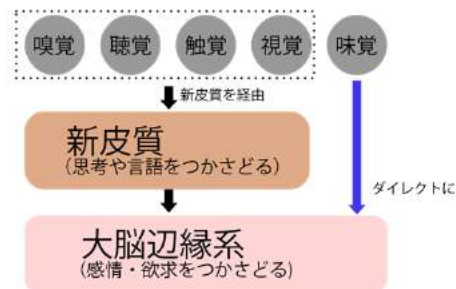 嗅覚 聴覚 触覚 視覚 味覚
新皮質を経由
新皮質
(思考や言語をつかさどる)
ダイレクトに
大脳辺縁系
(感情・欲求をつかさどる)